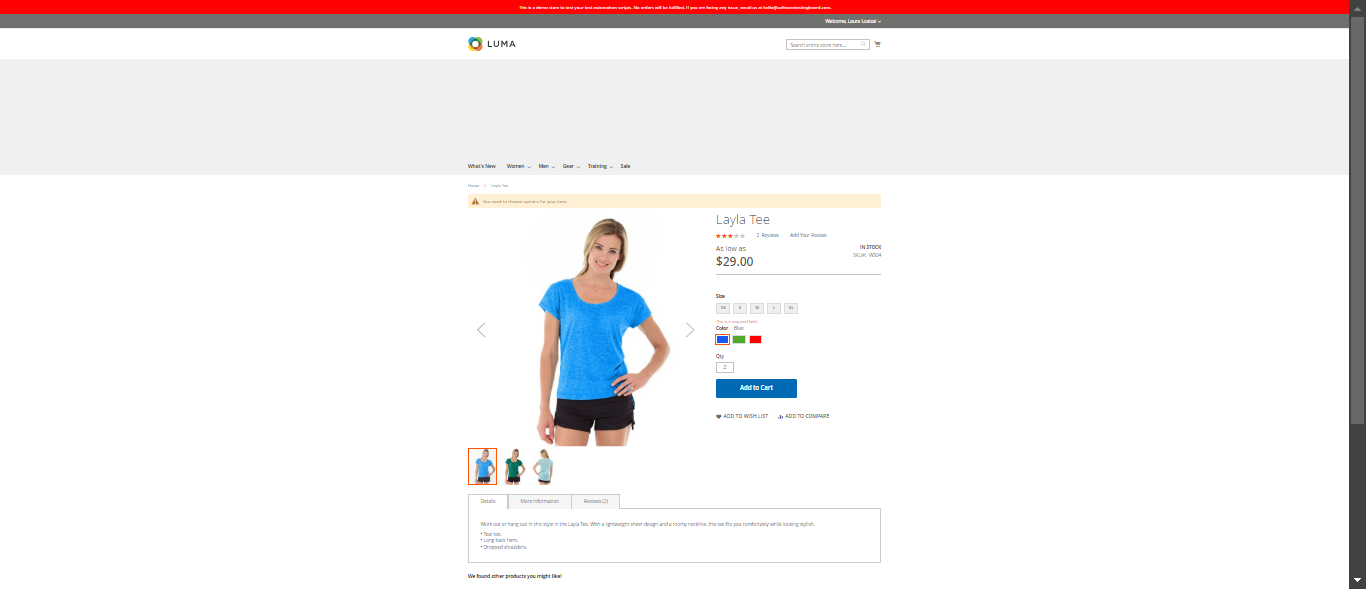 This is a demo store to test your test automation scripts. No orders will be fulfilled. If you are facing any issue, email us at hello@softwaretestingboard.com.
Welcome, Laura
LUMA
Search entire store here...
What's New Women Men Gear Training Sale
Home Layla Tee
You need to choose options for your item.
Layla Tee
2 Reviews Add Your Review
As low as
IN STOCK
$29.00
SKU#: WS04
Size
XS S M L XL
This is a required field.
Color Blue
Qty
2
Add to Cart
ADD TO WISH LIST ADD TO COMPARE
Details More Information Reviews (2)
Work out or hang out in chic style in the Layla Tee. With a lightweight sheer design and a roomy neckline, this tee fits you comfortably while looking stylish.
• Teal tee.
• Long back hem.
• Dropped shoulders.
We found other products you might like!